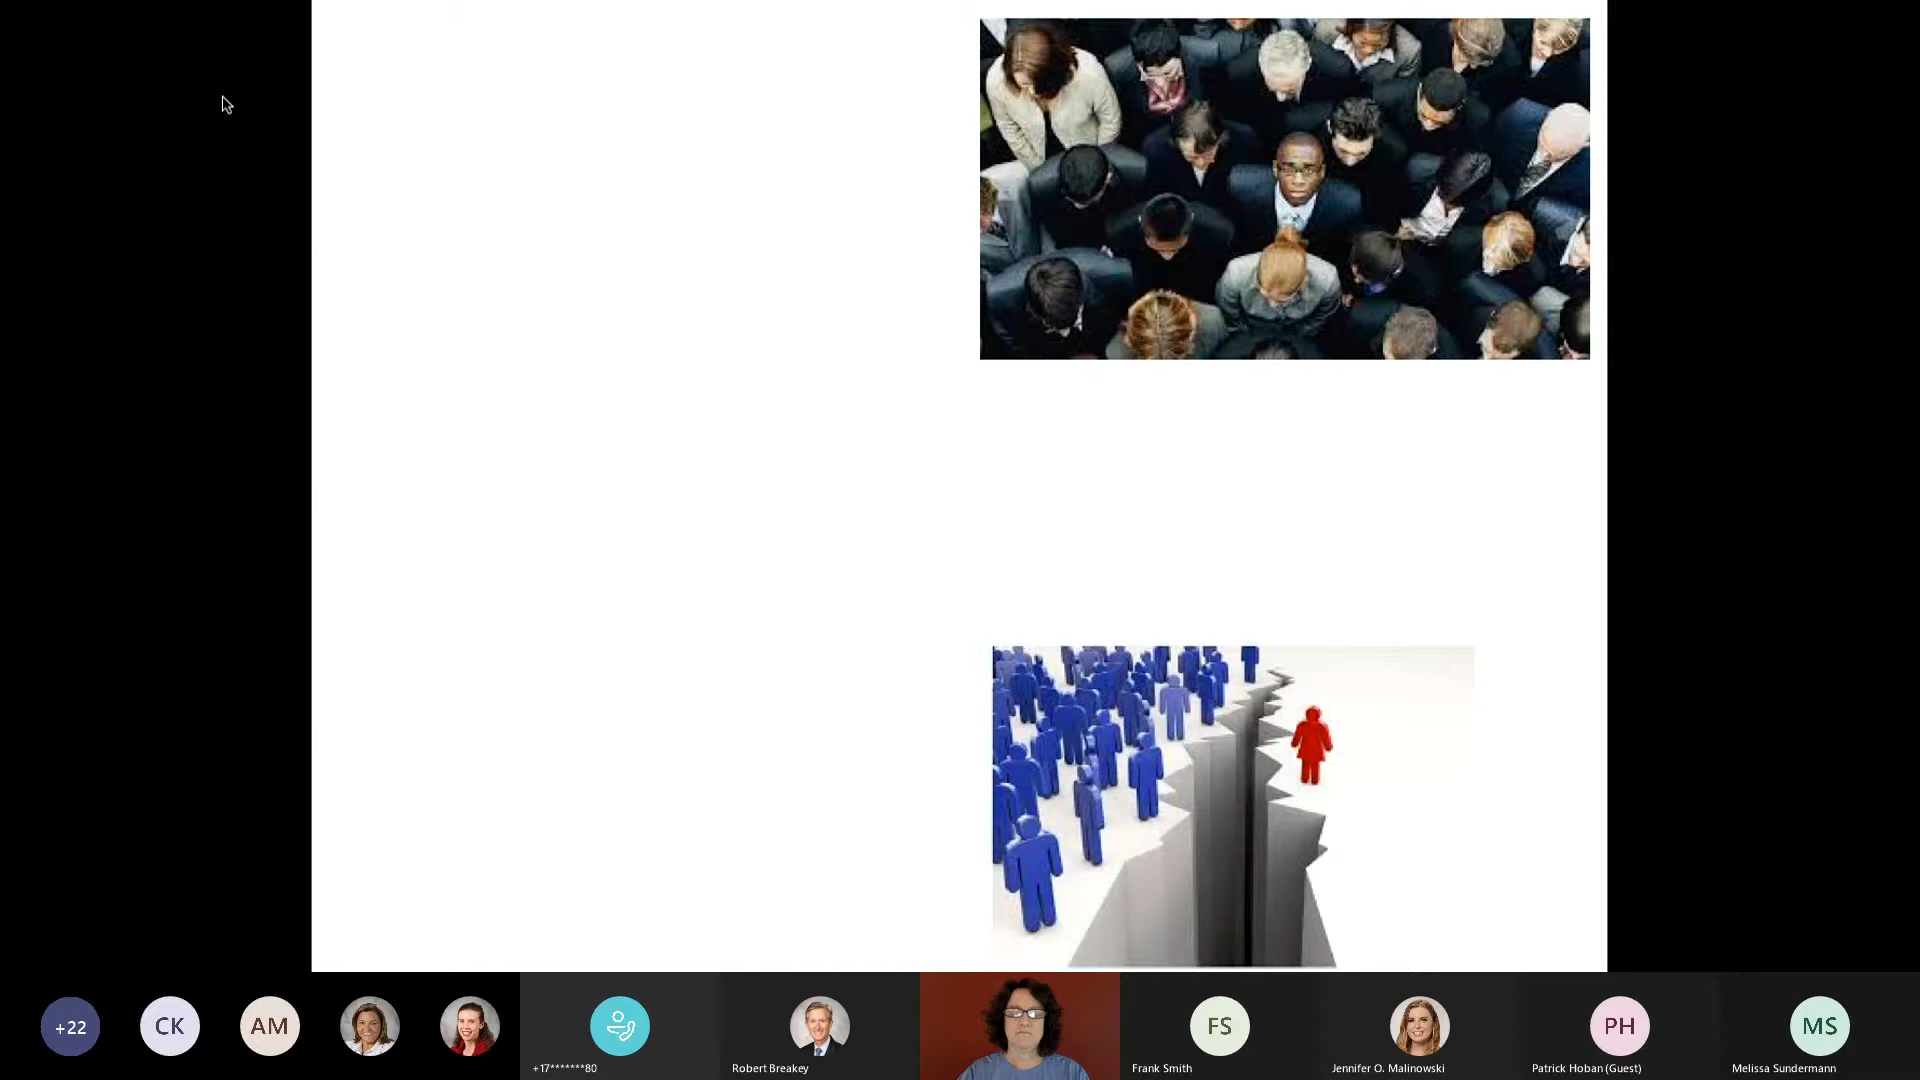 +22
CK
AM
+17*******80
Robert Breakey
FS
Frank Smith
Jennifer O. Malinowski
PH
Patrick Hoban (Guest)
MS
Melissa Sundermann